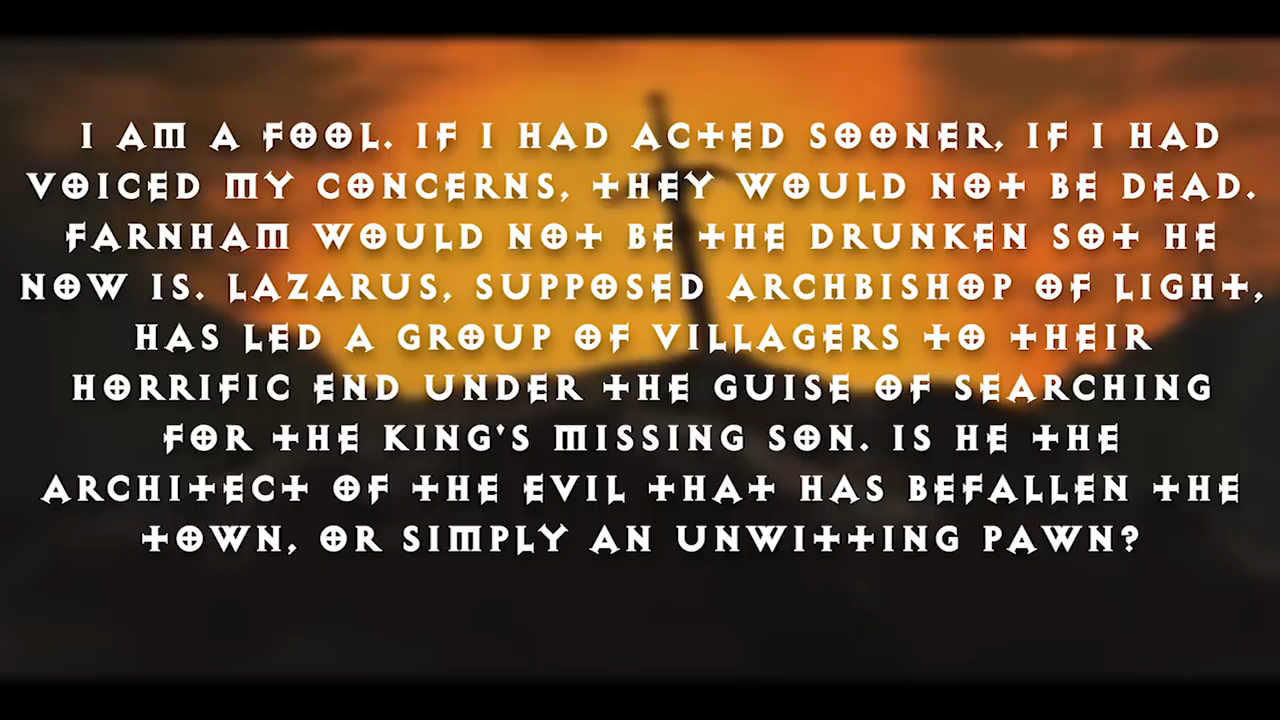 I AM A FOOL. IF I HAD ACTED SOONER, IF I HAD
VOICED MY CONCERNS, THEY WOULD NOT BE DEAD.
FARNHAM WOULD NOT BE THE DRUNKEN SOT HE
NOW IS. LAZARUS, SUPPOSED ARCHBISHOP OF LIGHT,
HAS LED A GROUP OF VILLAGERS TO THEIR
HORRIFIC END UNDER THE GUISE OF SEARCHING
FOR THE KING'S MISSING SON. IS HE THE
ARCHITECT OF THE EVIL THAT HAS BEFALLEN THE
TOWN, OR SIMPLY AN UNWITTING PAWN?